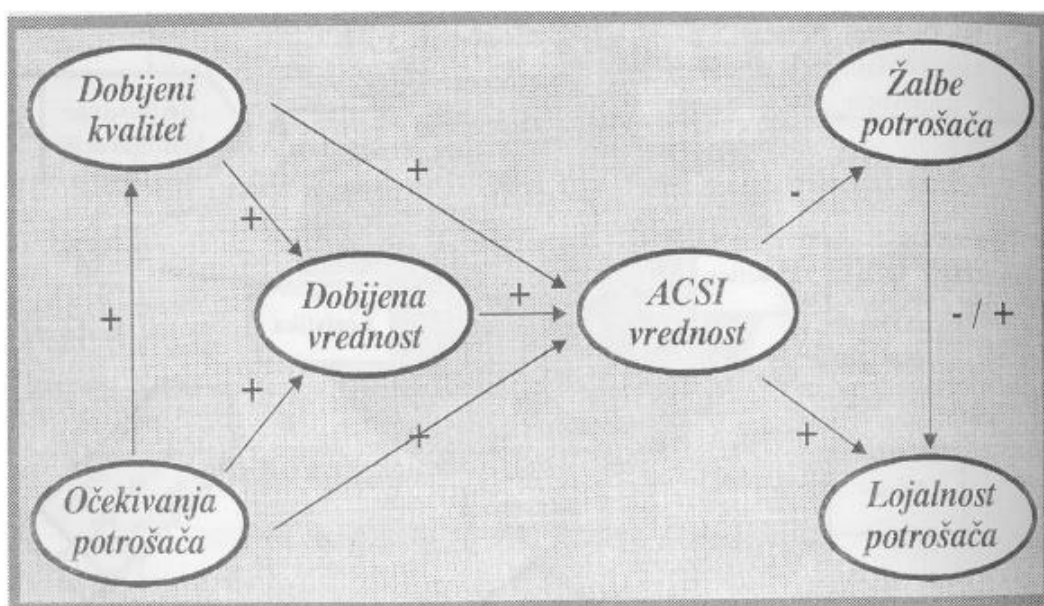 Dobijeni
kvalitet
Žalbe
potrošača
+
+
-
Dobijena
vrednost
+
ACSI
vrednost
+
- / +
+
+
+
Očekivanja
potrošača
Lojalnost
potrošača